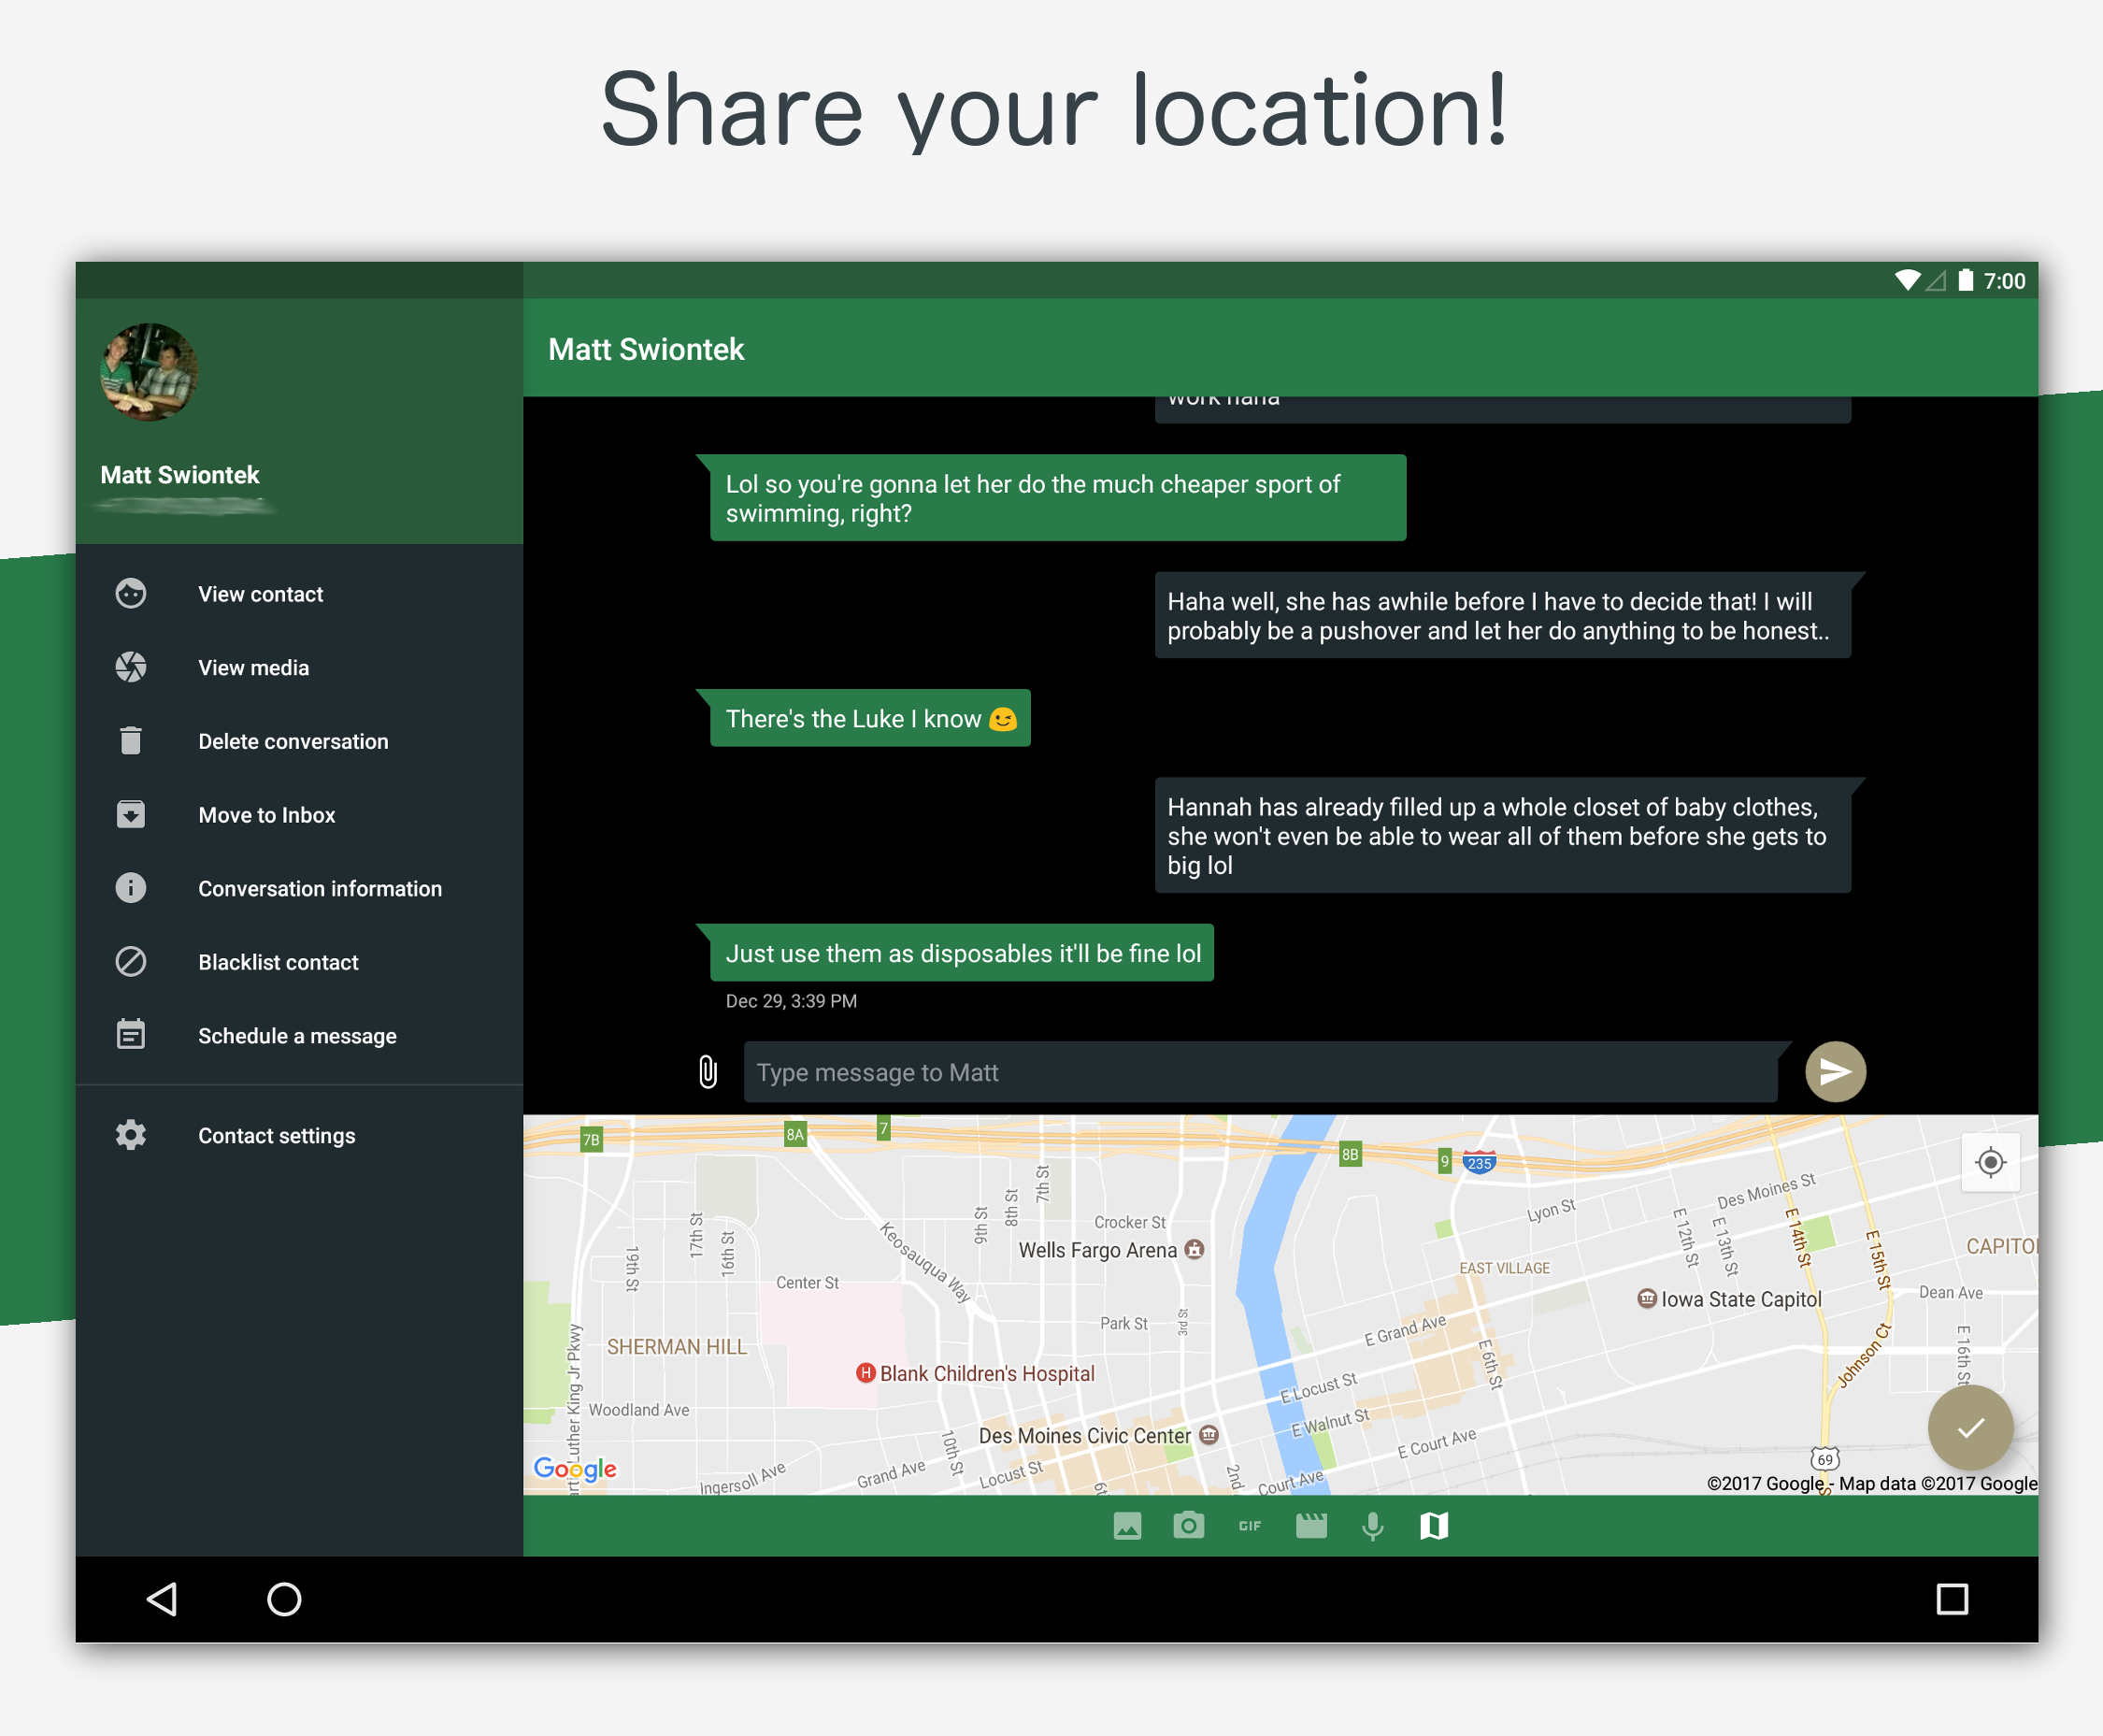 Share your location!
7:00
Matt Swiontek
Matt Swiontek
View contact
View media
Delete conversation
Move to Inbox
Conversation information
Blacklist contact
Schedule a message
Contact settings
work haha
Lol so you're gonna let her do the much cheaper sport of
swimming, right?
Haha well, she has awhile before I have to decide that! I will
probably be a pushover and let her do anything to be honest..
There's the Luke I know 😉
Hannah has already filled up a whole closet of baby clothes,
she won't even be able to wear all of them before she gets to
big lol
Just use them as disposables it'll be fine lol
Dec 29, 3:39 PM
Type message to Matt
7B
8A
7
8B
9
235
19th St
17th St
16th St
Keosauqua Way
9th St
8th St
7th St
Crocker St
Wells Fargo Arena
Center St
Park St
3rd St
SHERMAN HILL
Blank Children's Hospital
Woodland Ave
Luther King Jr Pkwy
Des Moines Civic Center
10th St
Ingersoll Ave
Grand Ave
Locust St
2nd
Court Ave
E Court Ave
E Walnut St
E Locust St
E Grand Ave
E 6th St
EAST VILLAGE
Lyon St
Des Moines St
E 12th St
E 13th St
E 14th St
E 15th St
Iowa State Capitol
Dean Ave
E 16th St
Johnson Ct
69
Google
©2017 Google - Map data ©2017 Google
GIF